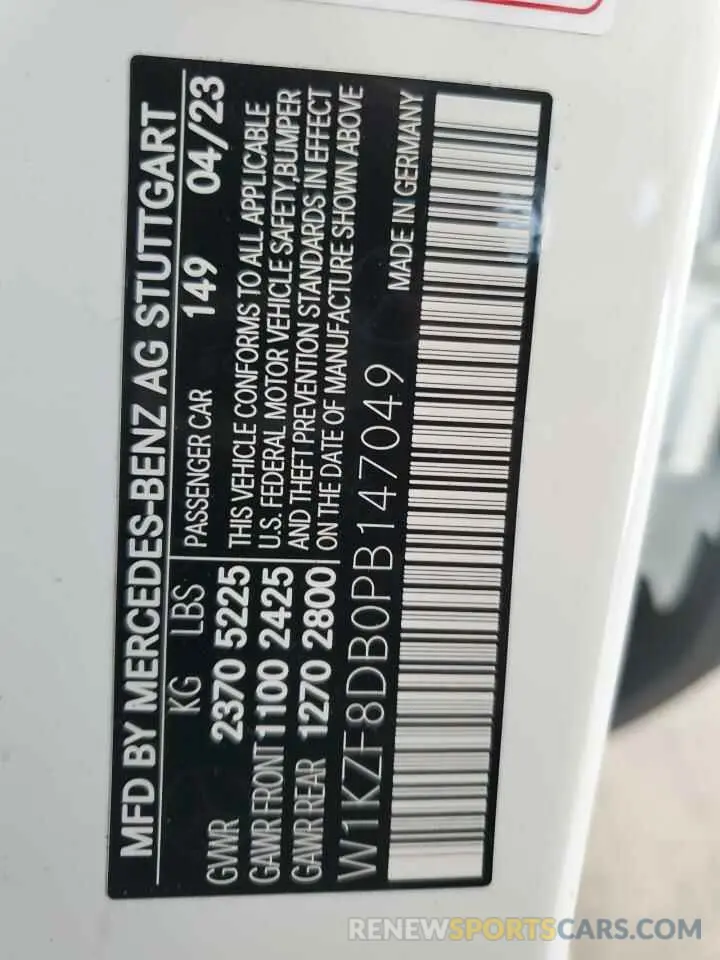 MFD BY MERCEDES-BENZ AG STUTTGART
KG LBS PASSENGER CAR 149 04/23
GVWR 2370 5225 THIS VEHICLE CONFORMS TO ALL APPLICABLE
GAWR FRONT 1100 2425 U.S. FEDERAL MOTOR VEHICLE SAFETY,BUMPER
GAWR REAR 1270 2800 AND THEFT PREVENTION STANDARDS IN EFFECT
ON THE DATE OF MANUFACTURE SHOWN ABOVE
W1KZF8DB0PB147049 MADE IN GERMANY
RENEWSPORTSCARS.COM